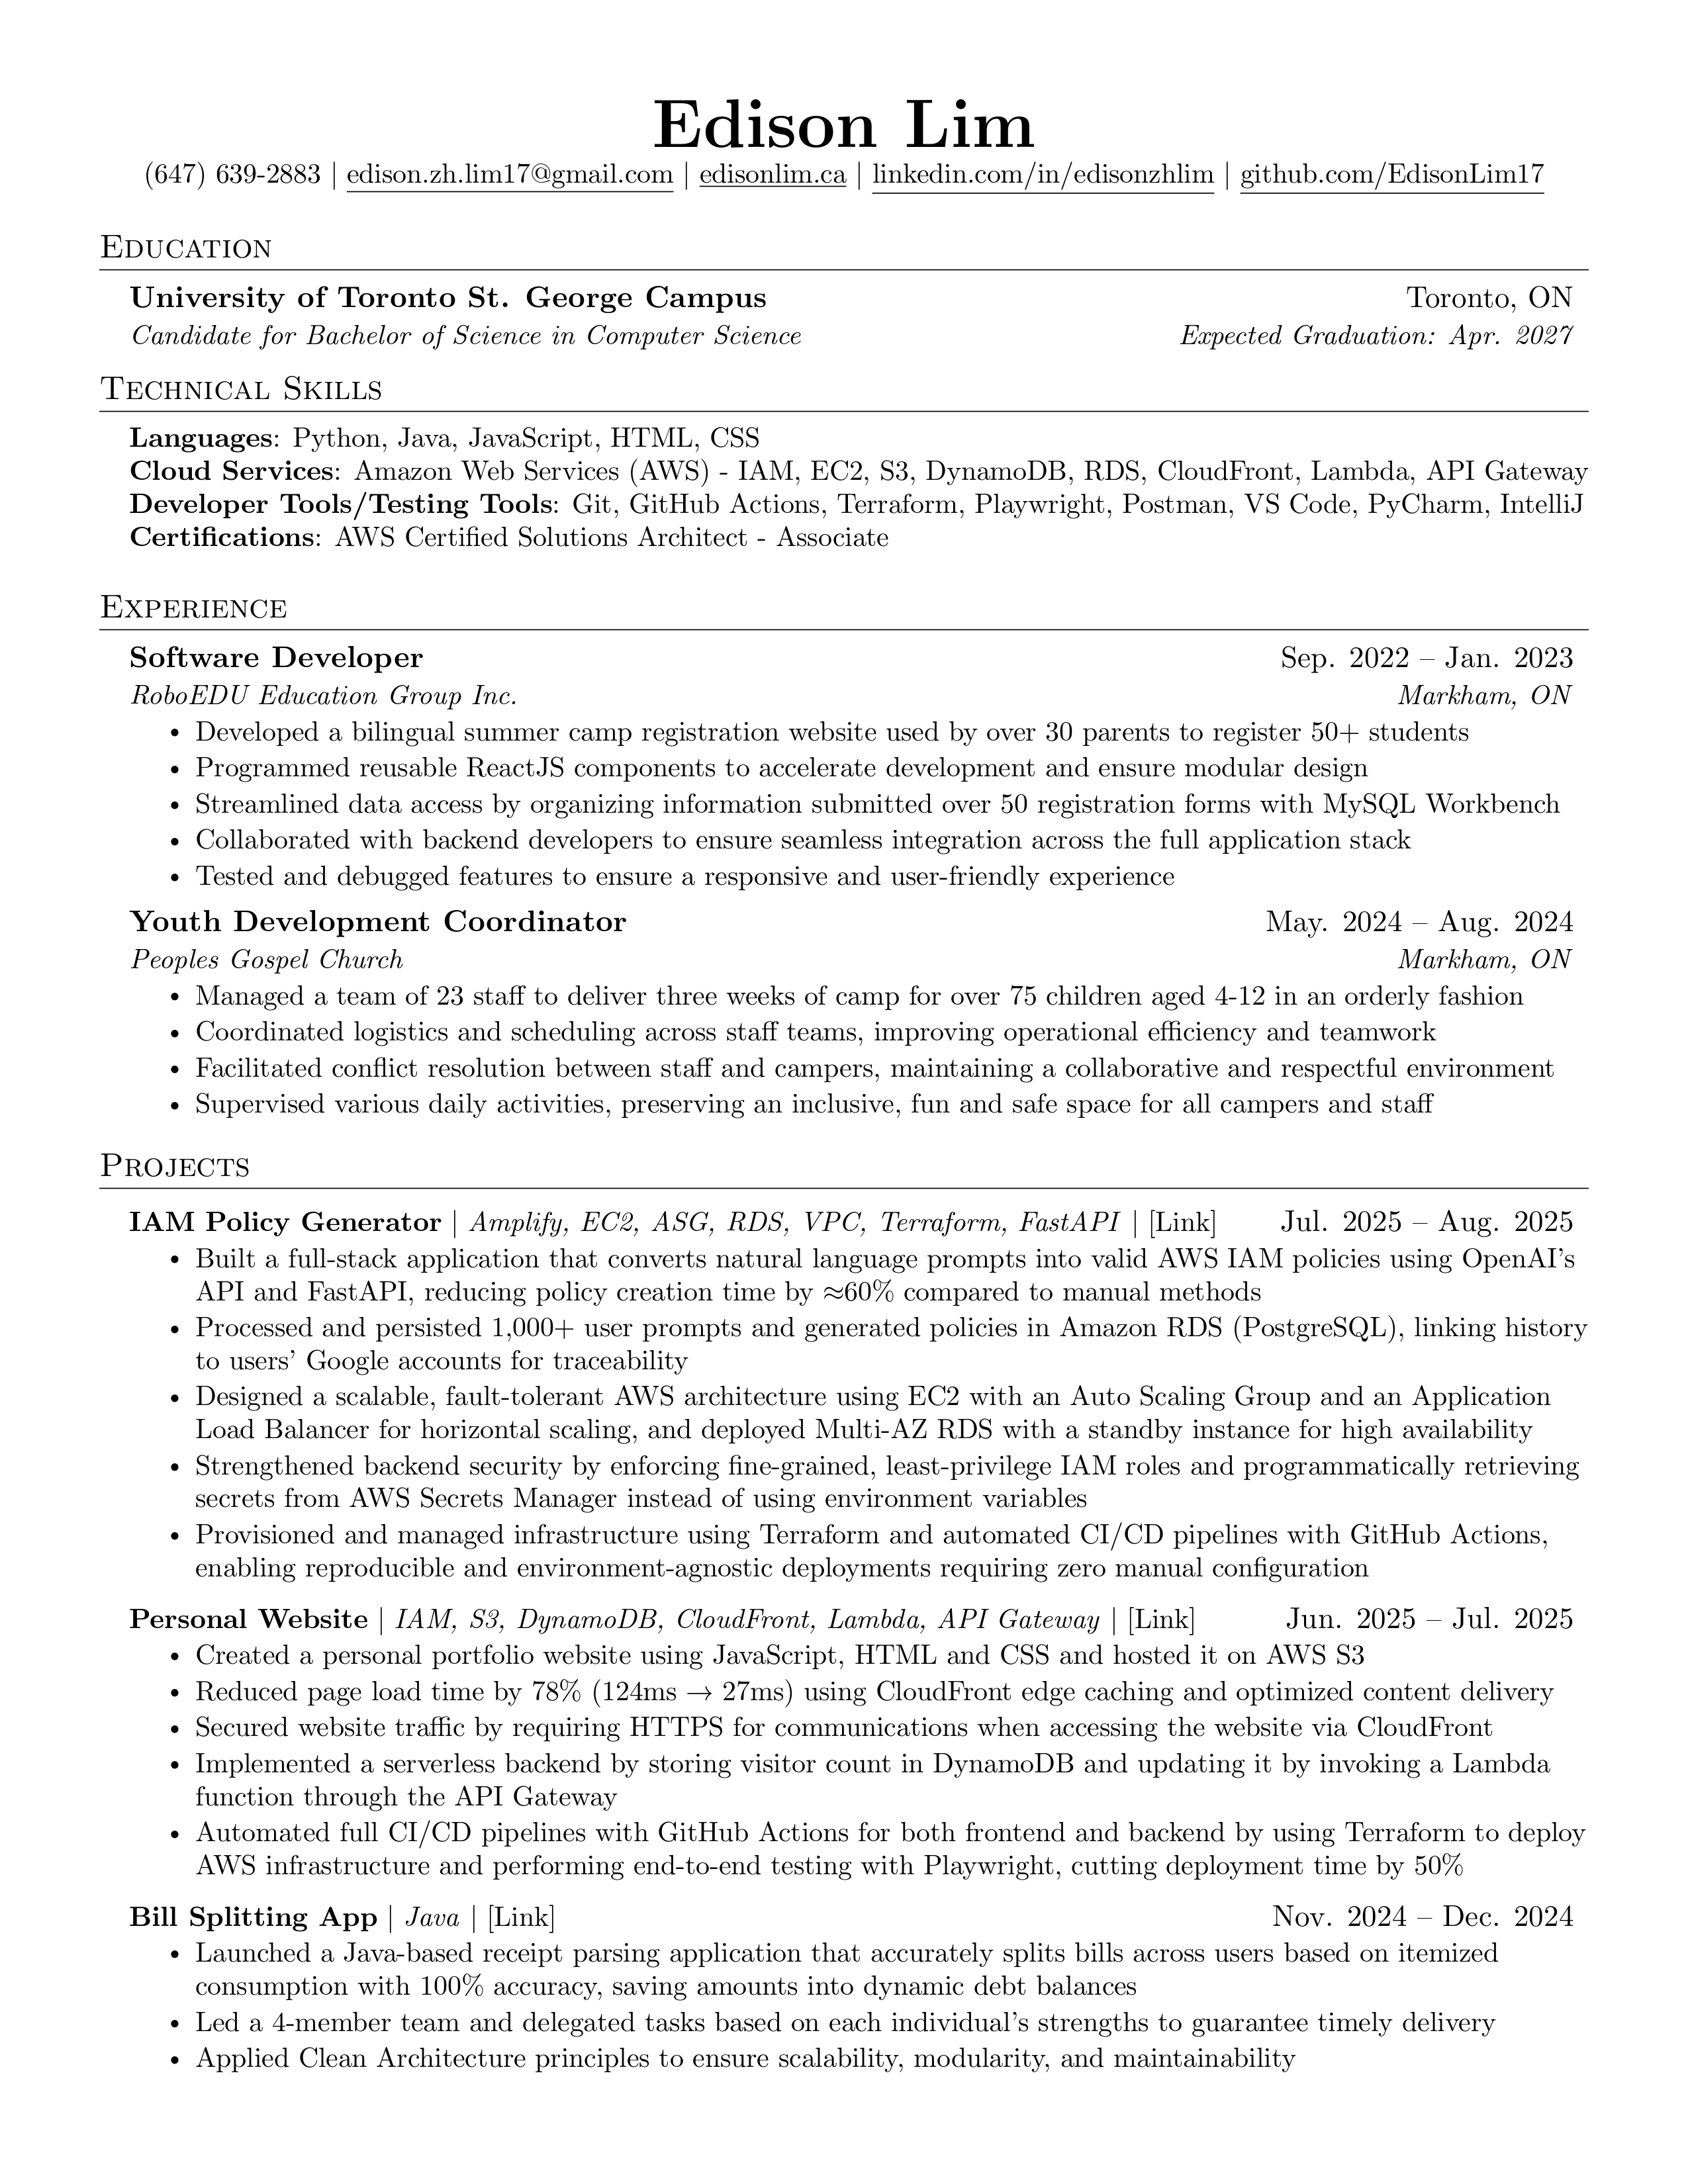 Edison Lim
(647) 639-2883 | edison.zh.lim17@gmail.com | edisonlim.ca | linkedin.com/in/edisonzhlim | github.com/EdisonLim17
Education
University of Toronto St. George Campus Toronto, ON
Candidate for Bachelor of Science in Computer Science Expected Graduation: Apr. 2027
Technical Skills
Languages: Python, Java, JavaScript, HTML, CSS
Cloud Services: Amazon Web Services (AWS) - IAM, EC2, S3, DynamoDB, RDS, CloudFront, Lambda, API Gateway
Developer Tools/Testing Tools: Git, GitHub Actions, Terraform, Playwright, Postman, VS Code, PyCharm, IntelliJ
Certifications: AWS Certified Solutions Architect - Associate
Experience
Software Developer Sep. 2022 – Jan. 2023
RoboEDU Education Group Inc. Markham, ON
• Developed a bilingual summer camp registration website used by over 30 parents to register 50+ students
• Programmed reusable ReactJS components to accelerate development and ensure modular design
• Streamlined data access by organizing information submitted over 50 registration forms with MySQL Workbench
• Collaborated with backend developers to ensure seamless integration across the full application stack
• Tested and debugged features to ensure a responsive and user-friendly experience
Youth Development Coordinator May. 2024 – Aug. 2024
Peoples Gospel Church Markham, ON
• Managed a team of 23 staff to deliver three weeks of camp for over 75 children aged 4-12 in an orderly fashion
• Coordinated logistics and scheduling across staff teams, improving operational efficiency and teamwork
• Facilitated conflict resolution between staff and campers, maintaining a collaborative and respectful environment
• Supervised various daily activities, preserving an inclusive, fun and safe space for all campers and staff
Projects
IAM Policy Generator | Amplify, EC2, ASG, RDS, VPC, Terraform, FastAPI | [Link] Jul. 2025 – Aug. 2025
• Built a full-stack application that converts natural language prompts into valid AWS IAM policies using OpenAI's
API and FastAPI, reducing policy creation time by ≈60% compared to manual methods
• Processed and persisted 1,000+ user prompts and generated policies in Amazon RDS (PostgreSQL), linking history
to users' Google accounts for traceability
• Designed a scalable, fault-tolerant AWS architecture using EC2 with an Auto Scaling Group and an Application
Load Balancer for horizontal scaling, and deployed Multi-AZ RDS with a standby instance for high availability
• Strengthened backend security by enforcing fine-grained, least-privilege IAM roles and programmatically retrieving
secrets from AWS Secrets Manager instead of using environment variables
• Provisioned and managed infrastructure using Terraform and automated CI/CD pipelines with GitHub Actions,
enabling reproducible and environment-agnostic deployments requiring zero manual configuration
Personal Website | IAM, S3, DynamoDB, CloudFront, Lambda, API Gateway | [Link] Jun. 2025 – Jul. 2025
• Created a personal portfolio website using JavaScript, HTML and CSS and hosted it on AWS S3
• Reduced page load time by 78% (124ms → 27ms) using CloudFront edge caching and optimized content delivery
• Secured website traffic by requiring HTTPS for communications when accessing the website via CloudFront
• Implemented a serverless backend by storing visitor count in DynamoDB and updating it by invoking a Lambda
function through the API Gateway
• Automated full CI/CD pipelines with GitHub Actions for both frontend and backend by using Terraform to deploy
AWS infrastructure and performing end-to-end testing with Playwright, cutting deployment time by 50%
Bill Splitting App | Java | [Link] Nov. 2024 – Dec. 2024
• Launched a Java-based receipt parsing application that accurately splits bills across users based on itemized
consumption with 100% accuracy, saving amounts into dynamic debt balances
• Led a 4-member team and delegated tasks based on each individual's strengths to guarantee timely delivery
• Applied Clean Architecture principles to ensure scalability, modularity, and maintainability